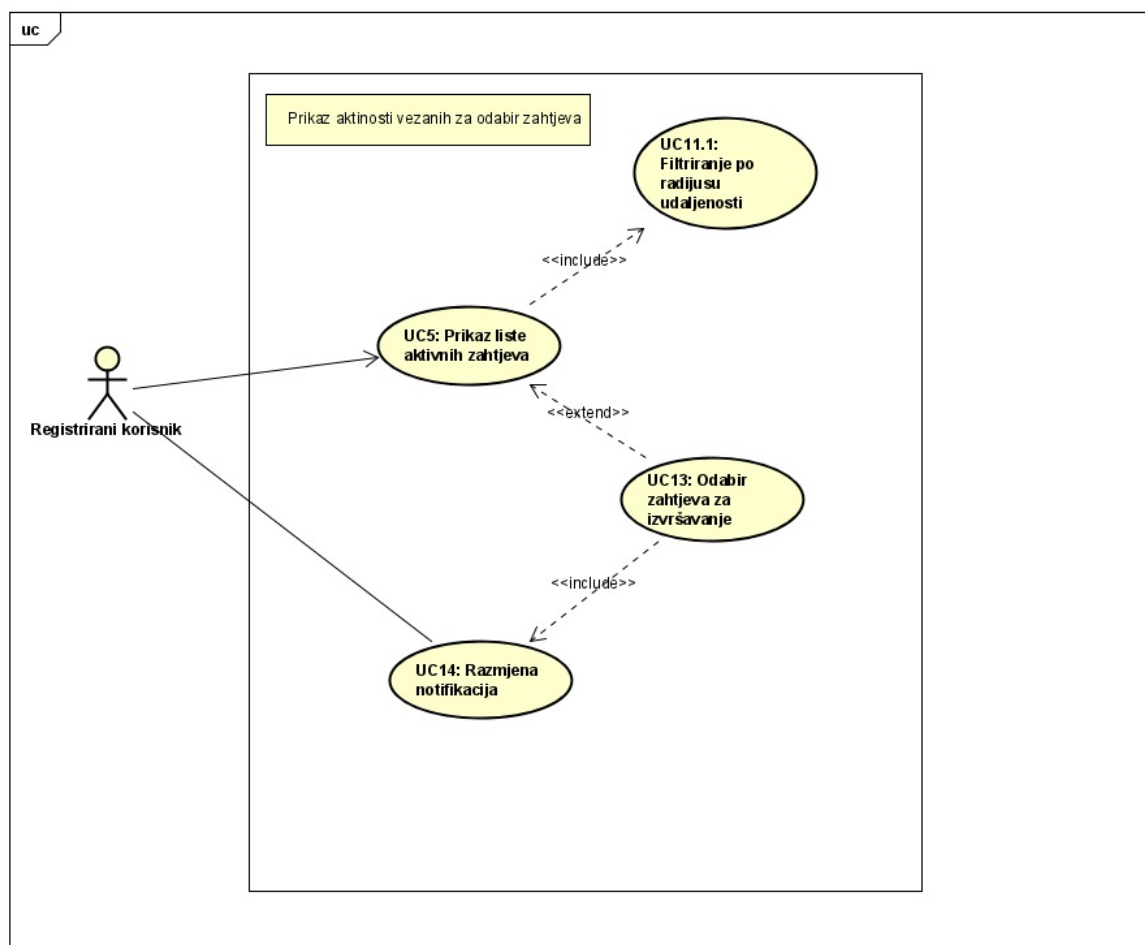 uc
Prikaz aktinosti vezanih za odabir zahtjeva
UC11.1:
Filtriranje po
radijusu
udaljenosti
<<include>>
UC5: Prikaz liste
aktivnih zahtjeva
<<extend>>
Registrirani korisnik
UC13: Odabir
zahtjeva za
izvršavanje
<<include>>
UC14: Razmjena
notifikacija